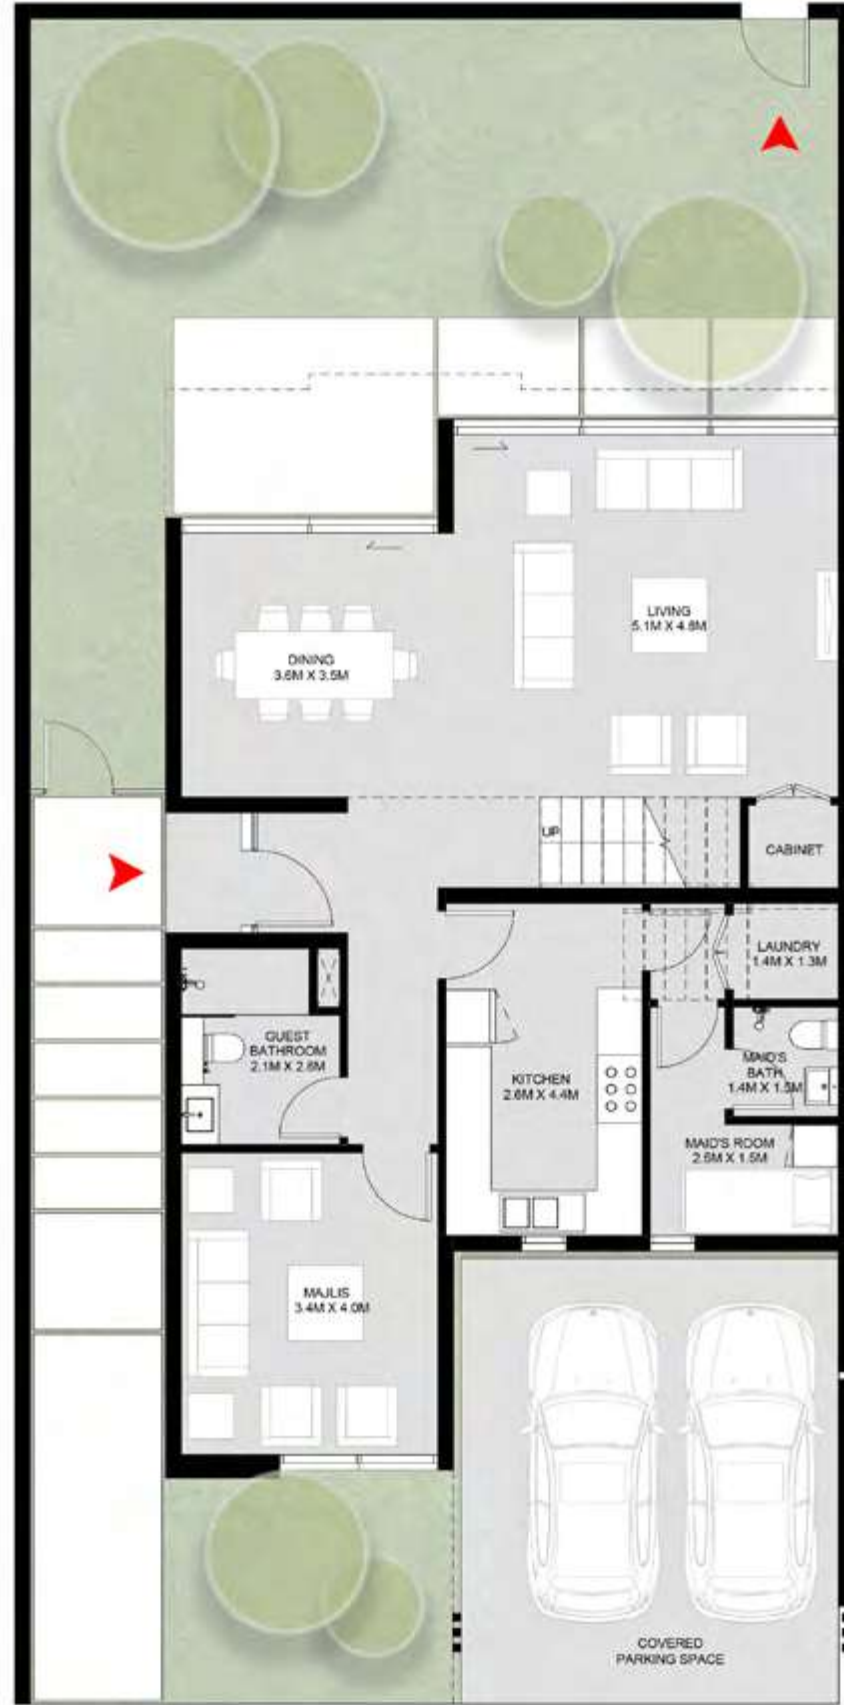 LIVING
5.1M X 4.8M
DINING
3.6M X 3.5M
UP
CABINET
LAUNDRY
1.4M X 1.3M
GUEST
BATHROOM
2.1M X 2.6M
KITCHEN
2.6M X 4.4M
MAID'S
BATH
1.4M X 1.5M
MAID'S ROOM
2.5M X 1.5M
MAJLIS
3.4M X 4.0M
COVERED
PARKING SPACE